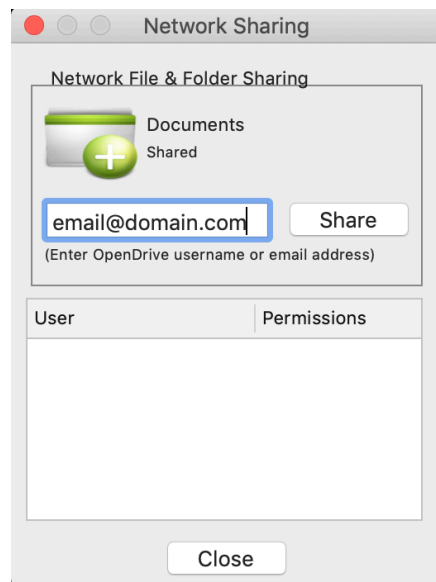 Network Sharing
Network File & Folder Sharing
Documents
Shared
email@domain.com
Share
(Enter OpenDrive username or email address)
User Permissions
Close